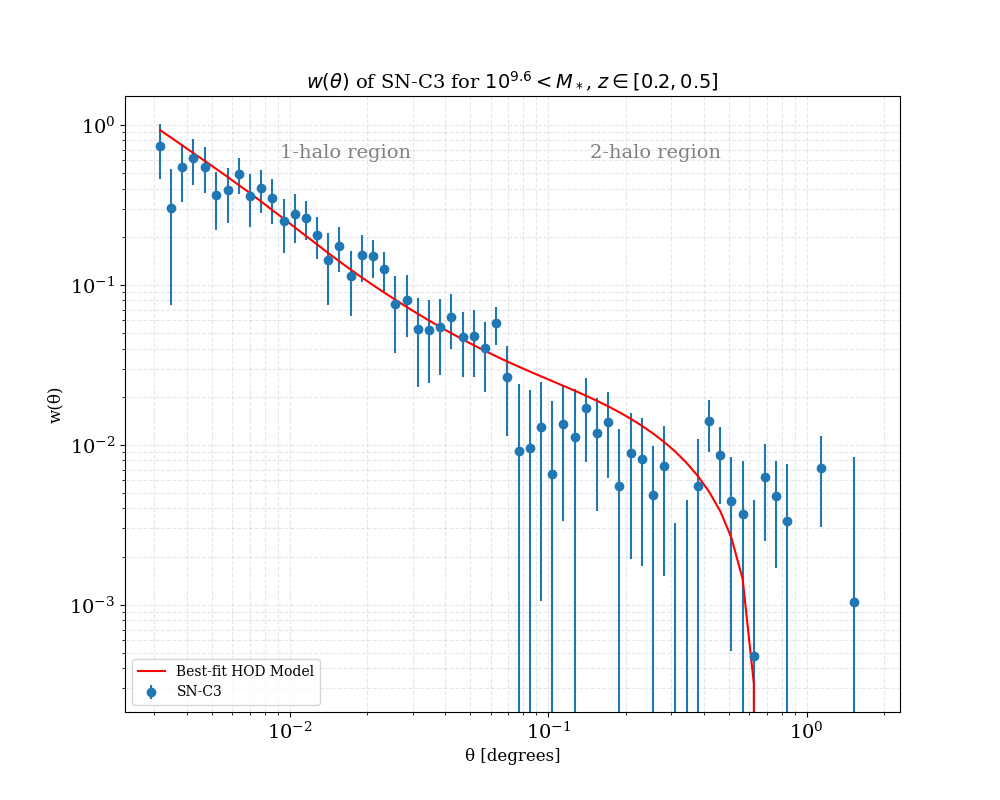 w(θ) of SN-C3 for 10^9.6 < M_*, z ∈ [0.2, 0.5]
1-halo region 2-halo region
10^0
10^−1
10^−2
10^−3
w(θ)
Best-fit HOD Model
SN-C3
10^−2 10^−1 10^0
θ [degrees]